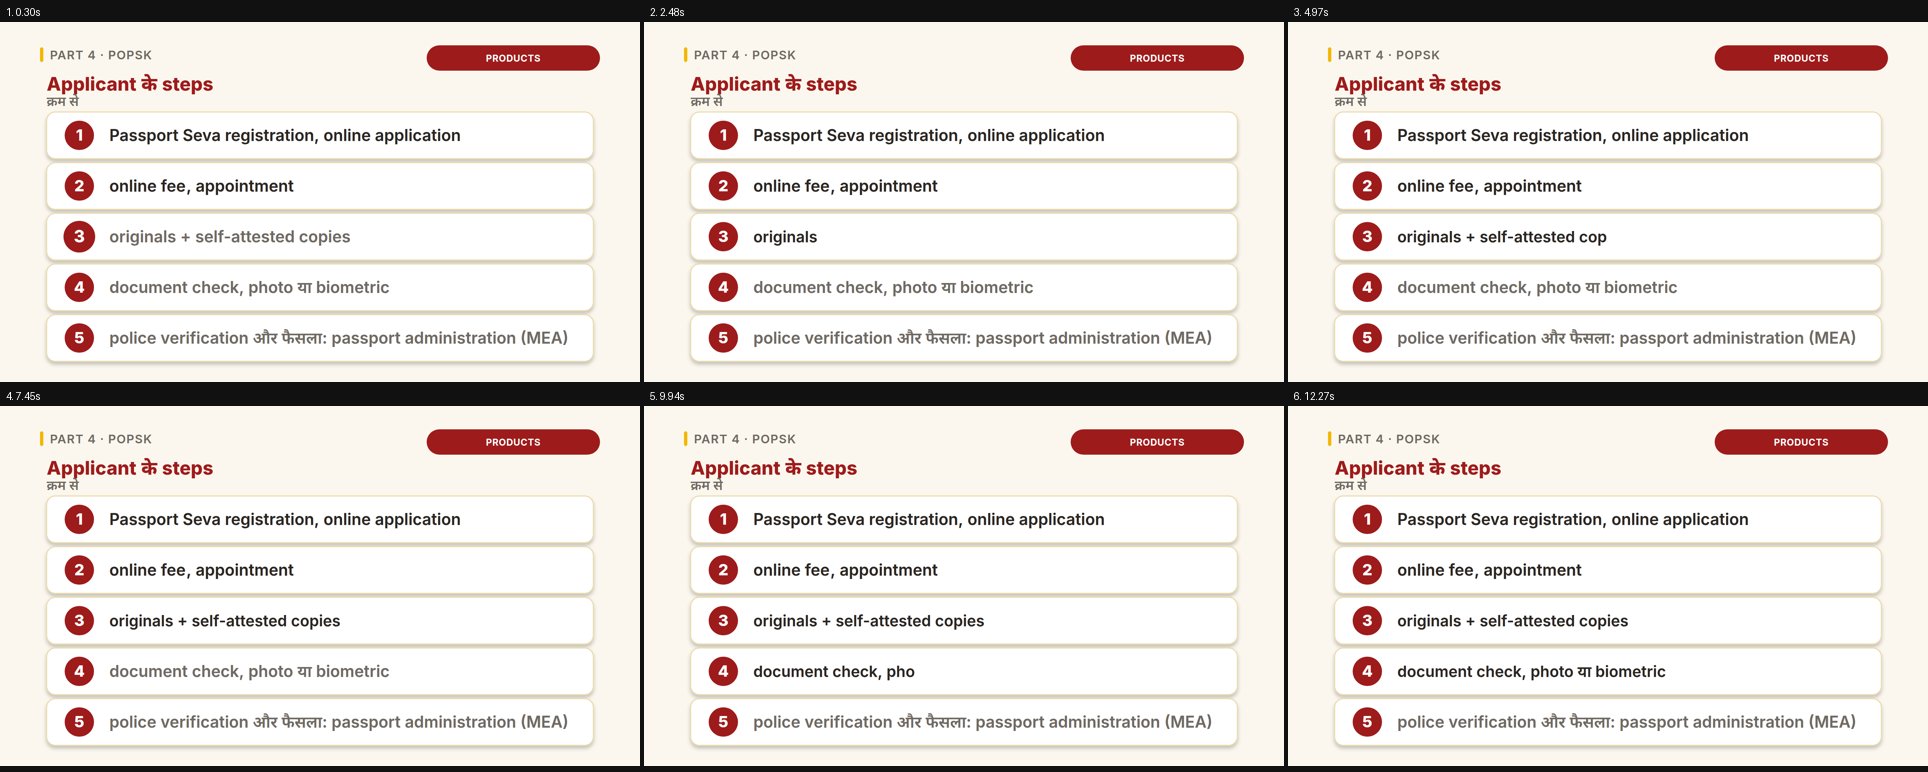 1. 0.30s
PART 4 · POPSK
PRODUCTS
Applicant के steps
क्रम से
1 Passport Seva registration, online application
2 online fee, appointment
3 originals + self-attested copies
4 document check, photo या biometric
5 police verification और फैसला: passport administration (MEA)
2. 2.48s
PART 4 · POPSK
PRODUCTS
Applicant के steps
क्रम से
1 Passport Seva registration, online application
2 online fee, appointment
3 originals
4 document check, photo या biometric
5 police verification और फैसला: passport administration (MEA)
3. 4.97s
PART 4 · POPSK
PRODUCTS
Applicant के steps
क्रम से
1 Passport Seva registration, online application
2 online fee, appointment
3 originals + self-attested cop
4 document check, photo या biometric
5 police verification और फैसला: passport administration (MEA)
4. 7.45s
PART 4 · POPSK
PRODUCTS
Applicant के steps
क्रम से
1 Passport Seva registration, online application
2 online fee, appointment
3 originals + self-attested copies
4 document check, photo या biometric
5 police verification और फैसला: passport administration (MEA)
5. 9.94s
PART 4 · POPSK
PRODUCTS
Applicant के steps
क्रम से
1 Passport Seva registration, online application
2 online fee, appointment
3 originals + self-attested copies
4 document check, pho
5 police verification और फैसला: passport administration (MEA)
6. 12.27s
PART 4 · POPSK
PRODUCTS
Applicant के steps
क्रम से
1 Passport Seva registration, online application
2 online fee, appointment
3 originals + self-attested copies
4 document check, photo या biometric
5 police verification और फैसला: passport administration (MEA)